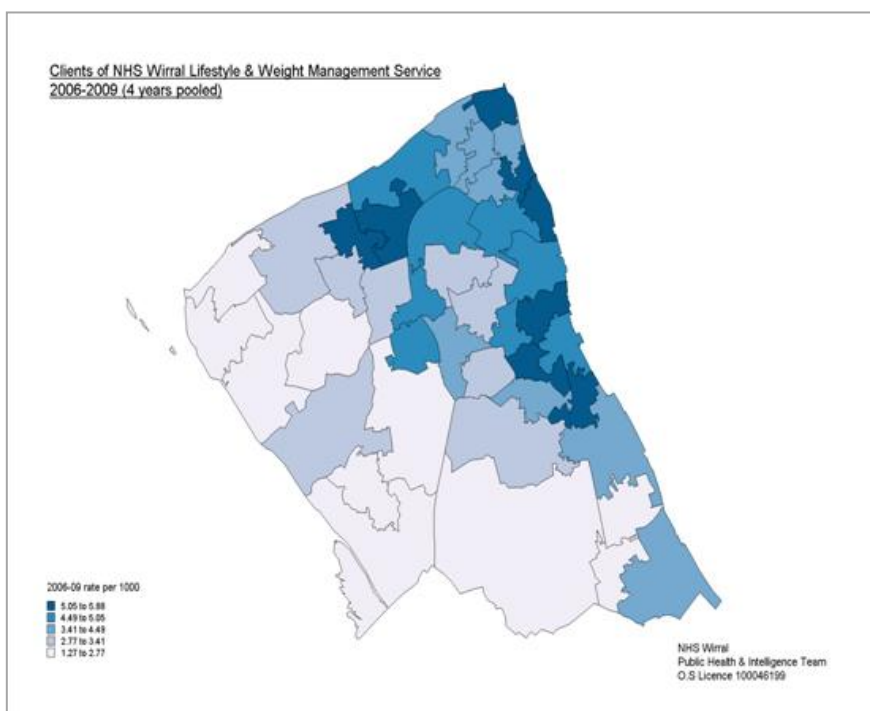 Clients of NHS Wirral Lifestyle & Weight Management Service
2006-2009 (4 years pooled)
2006-09 rate per 1000
5.05 to 5.88
4.49 to 5.05
3.41 to 4.49
2.77 to 3.41
1.27 to 2.77
NHS Wirral
Public Health & Intelligence Team
O.S Licence 100046199